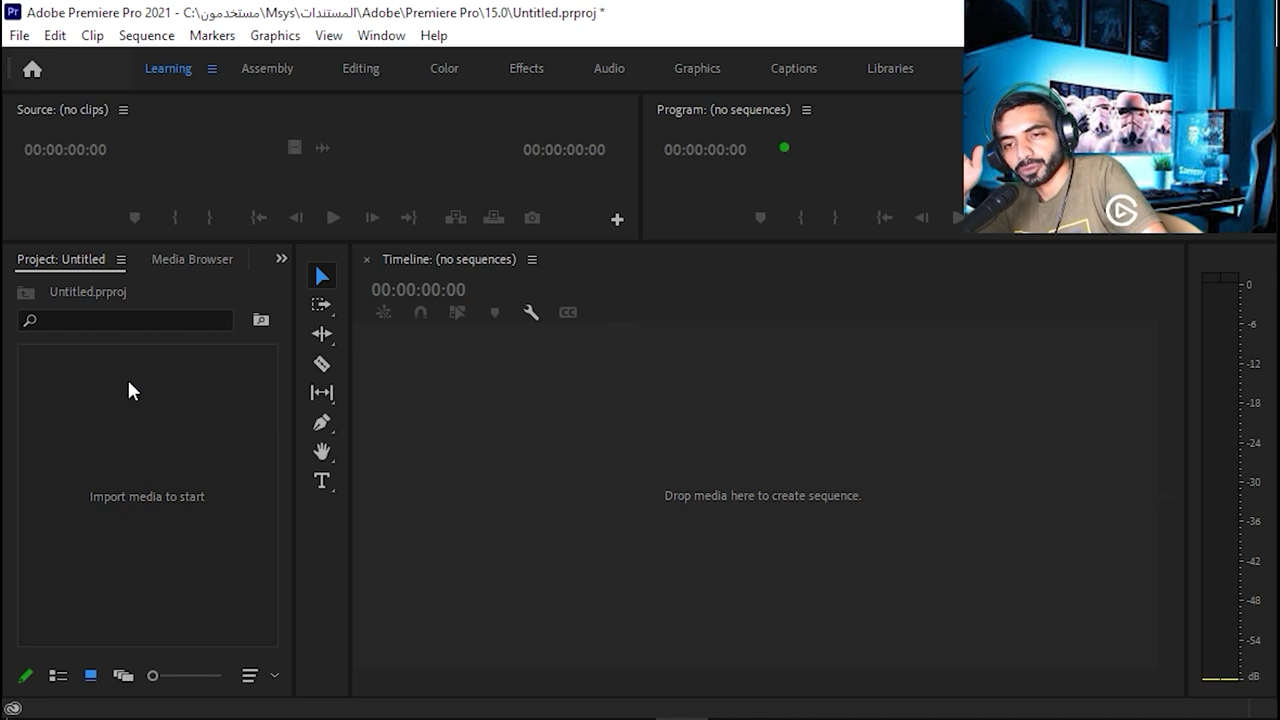 Adobe Premiere Pro 2021 - C:\مستخدمون\Msys\المستندات\Adobe\Premiere Pro\15.0\Untitled.prproj *
File Edit Clip Sequence Markers Graphics View Window Help
Learning Assembly Editing Color Effects Audio Graphics Captions Libraries
Source: (no clips)
Program: (no sequences)
00:00:00:00
00:00:00:00
00:00:00:00
Project: Untitled
Media Browser
Timeline: (no sequences)
Untitled.prproj
00:00:00:00
Import media to start
Drop media here to create sequence.
0
-6
-12
-18
-24
-30
-36
-42
-48
-54
dB